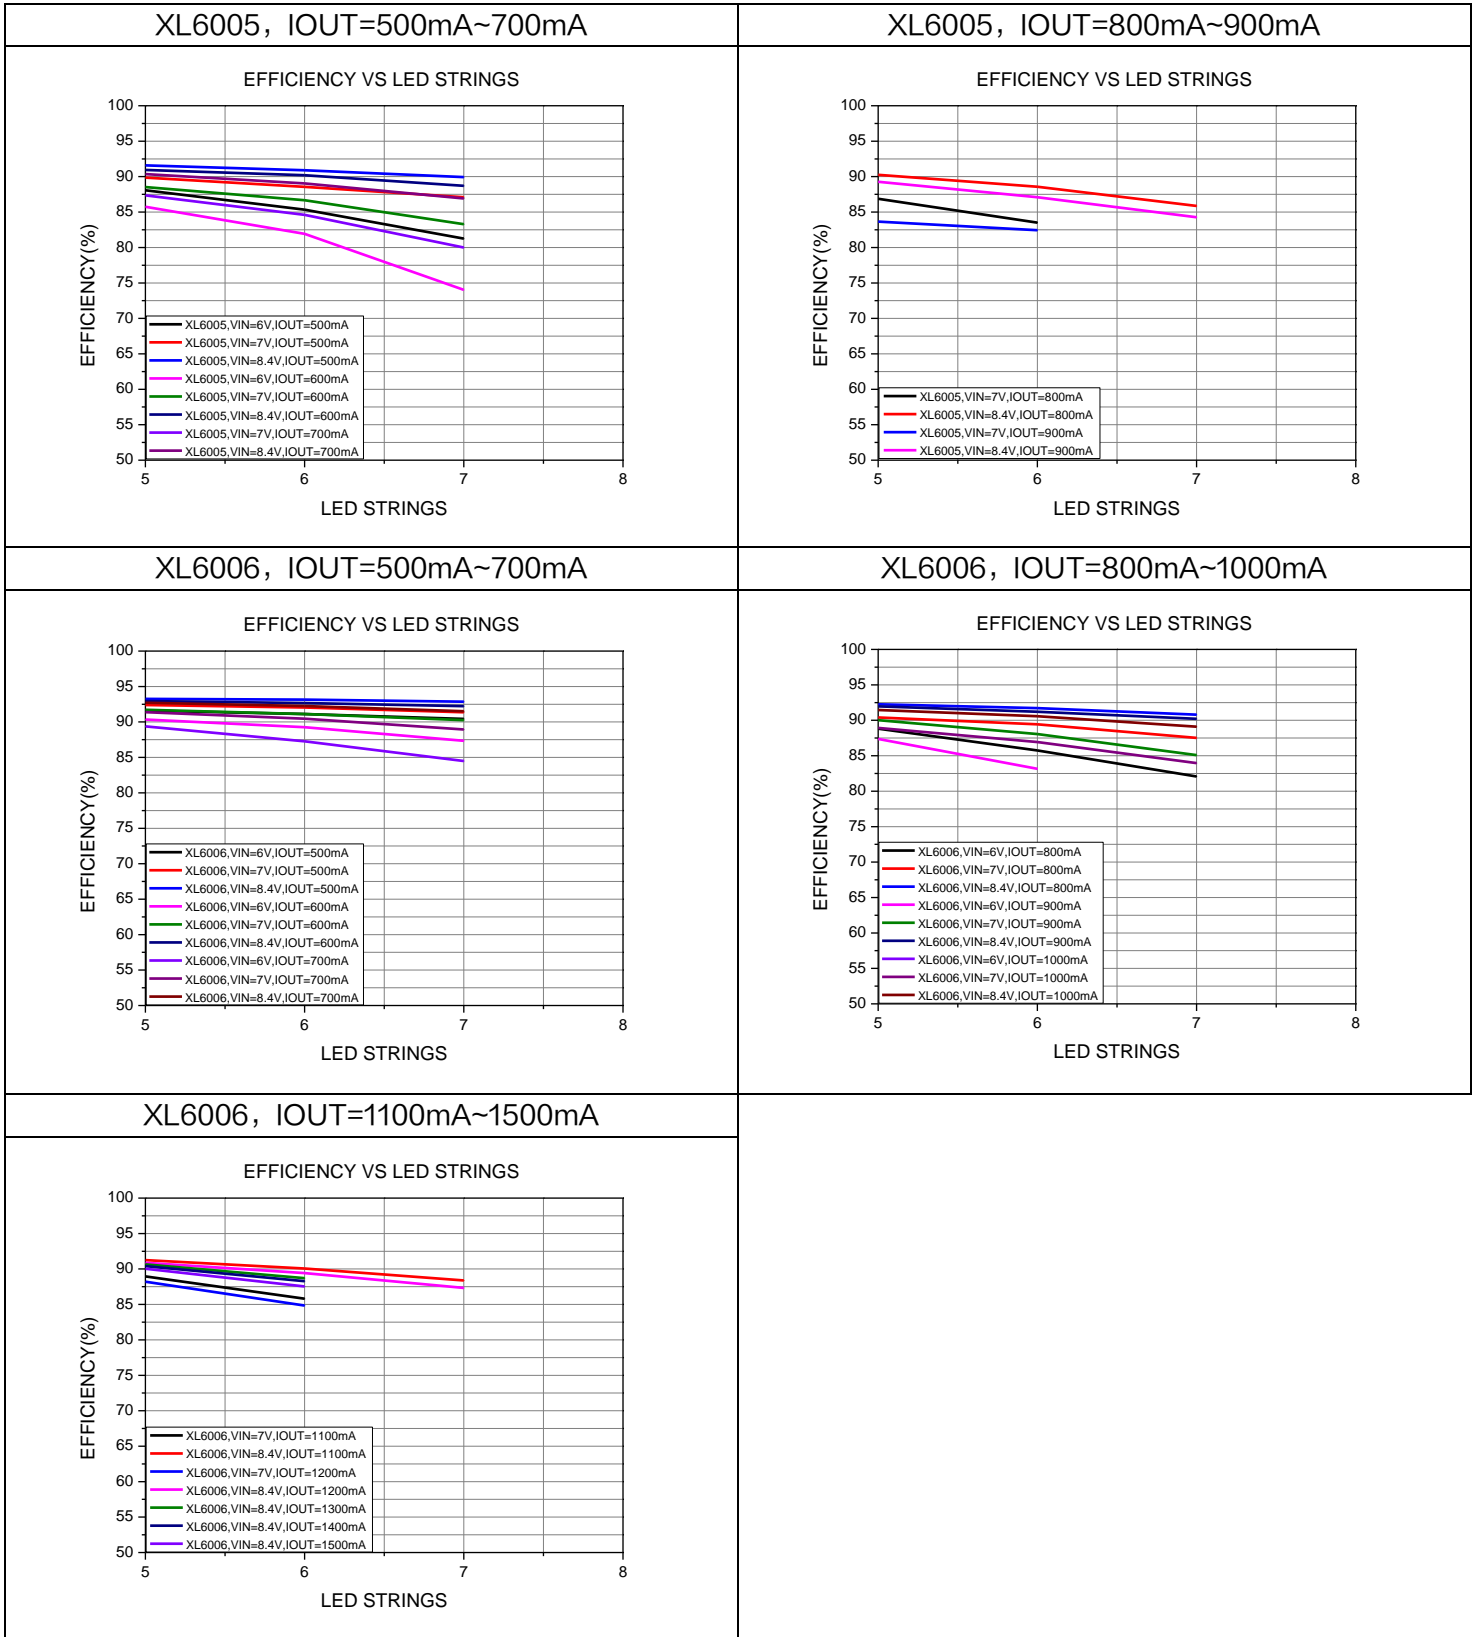 XL6005, IOUT=500mA~700mA
EFFICIENCY VS LED STRINGS
EFFICIENCY(%)
100
95
90
85
80
75
70
65
60
55
50
XL6005,VIN=6V,IOUT=500mA
XL6005,VIN=7V,IOUT=500mA
XL6005,VIN=8.4V,IOUT=500mA
XL6005,VIN=6V,IOUT=600mA
XL6005,VIN=7V,IOUT=600mA
XL6005,VIN=8.4V,IOUT=600mA
XL6005,VIN=7V,IOUT=700mA
XL6005,VIN=8.4V,IOUT=700mA
5 6 7 8
LED STRINGS
XL6005, IOUT=800mA~900mA
EFFICIENCY VS LED STRINGS
EFFICIENCY(%)
100
95
90
85
80
75
70
65
60
55
50
XL6005,VIN=7V,IOUT=800mA
XL6005,VIN=8.4V,IOUT=800mA
XL6005,VIN=7V,IOUT=900mA
XL6005,VIN=8.4V,IOUT=900mA
5 6 7 8
LED STRINGS
XL6006, IOUT=500mA~700mA
EFFICIENCY VS LED STRINGS
EFFICIENCY(%)
100
95
90
85
80
75
70
65
60
55
50
XL6006,VIN=6V,IOUT=500mA
XL6006,VIN=7V,IOUT=500mA
XL6006,VIN=8.4V,IOUT=500mA
XL6006,VIN=6V,IOUT=600mA
XL6006,VIN=7V,IOUT=600mA
XL6006,VIN=8.4V,IOUT=600mA
XL6006,VIN=6V,IOUT=700mA
XL6006,VIN=7V,IOUT=700mA
XL6006,VIN=8.4V,IOUT=700mA
5 6 7 8
LED STRINGS
XL6006, IOUT=800mA~1000mA
EFFICIENCY VS LED STRINGS
EFFICIENCY(%)
100
95
90
85
80
75
70
65
60
55
50
XL6006,VIN=6V,IOUT=800mA
XL6006,VIN=7V,IOUT=800mA
XL6006,VIN=8.4V,IOUT=800mA
XL6006,VIN=6V,IOUT=900mA
XL6006,VIN=7V,IOUT=900mA
XL6006,VIN=8.4V,IOUT=900mA
XL6006,VIN=6V,IOUT=1000mA
XL6006,VIN=7V,IOUT=1000mA
XL6006,VIN=8.4V,IOUT=1000mA
5 6 7 8
LED STRINGS
XL6006, IOUT=1100mA~1500mA
EFFICIENCY VS LED STRINGS
EFFICIENCY(%)
100
95
90
85
80
75
70
65
60
55
50
XL6006,VIN=7V,IOUT=1100mA
XL6006,VIN=8.4V,IOUT=1100mA
XL6006,VIN=7V,IOUT=1200mA
XL6006,VIN=8.4V,IOUT=1200mA
XL6006,VIN=8.4V,IOUT=1300mA
XL6006,VIN=8.4V,IOUT=1400mA
XL6006,VIN=8.4V,IOUT=1500mA
5 6 7 8
LED STRINGS